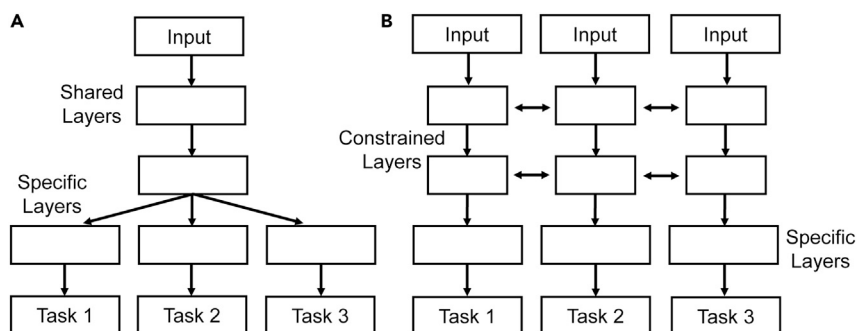 A
Input
Shared
Layers
Specific
Layers
Task 1
Task 2
Task 3
B
Input
Input
Input
Constrained
Layers
Specific
Layers
Task 1
Task 2
Task 3